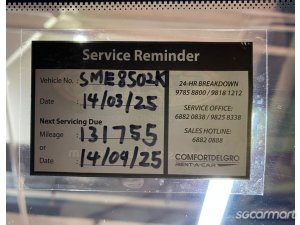 Service Reminder
Vehicle No. : SME8502K
Date : 14/03/25
Next Servicing Due
Mileage : 131755
or
Date : 14/09/25
24-HR BREAKDOWN
9785 8800 / 9818 1212
SERVICE OFFICE:
6882 0838 / 9825 8338
SALES HOTLINE:
6882 0888
COMFORTDELGRO
RENT-A-CAR
sgcarmart